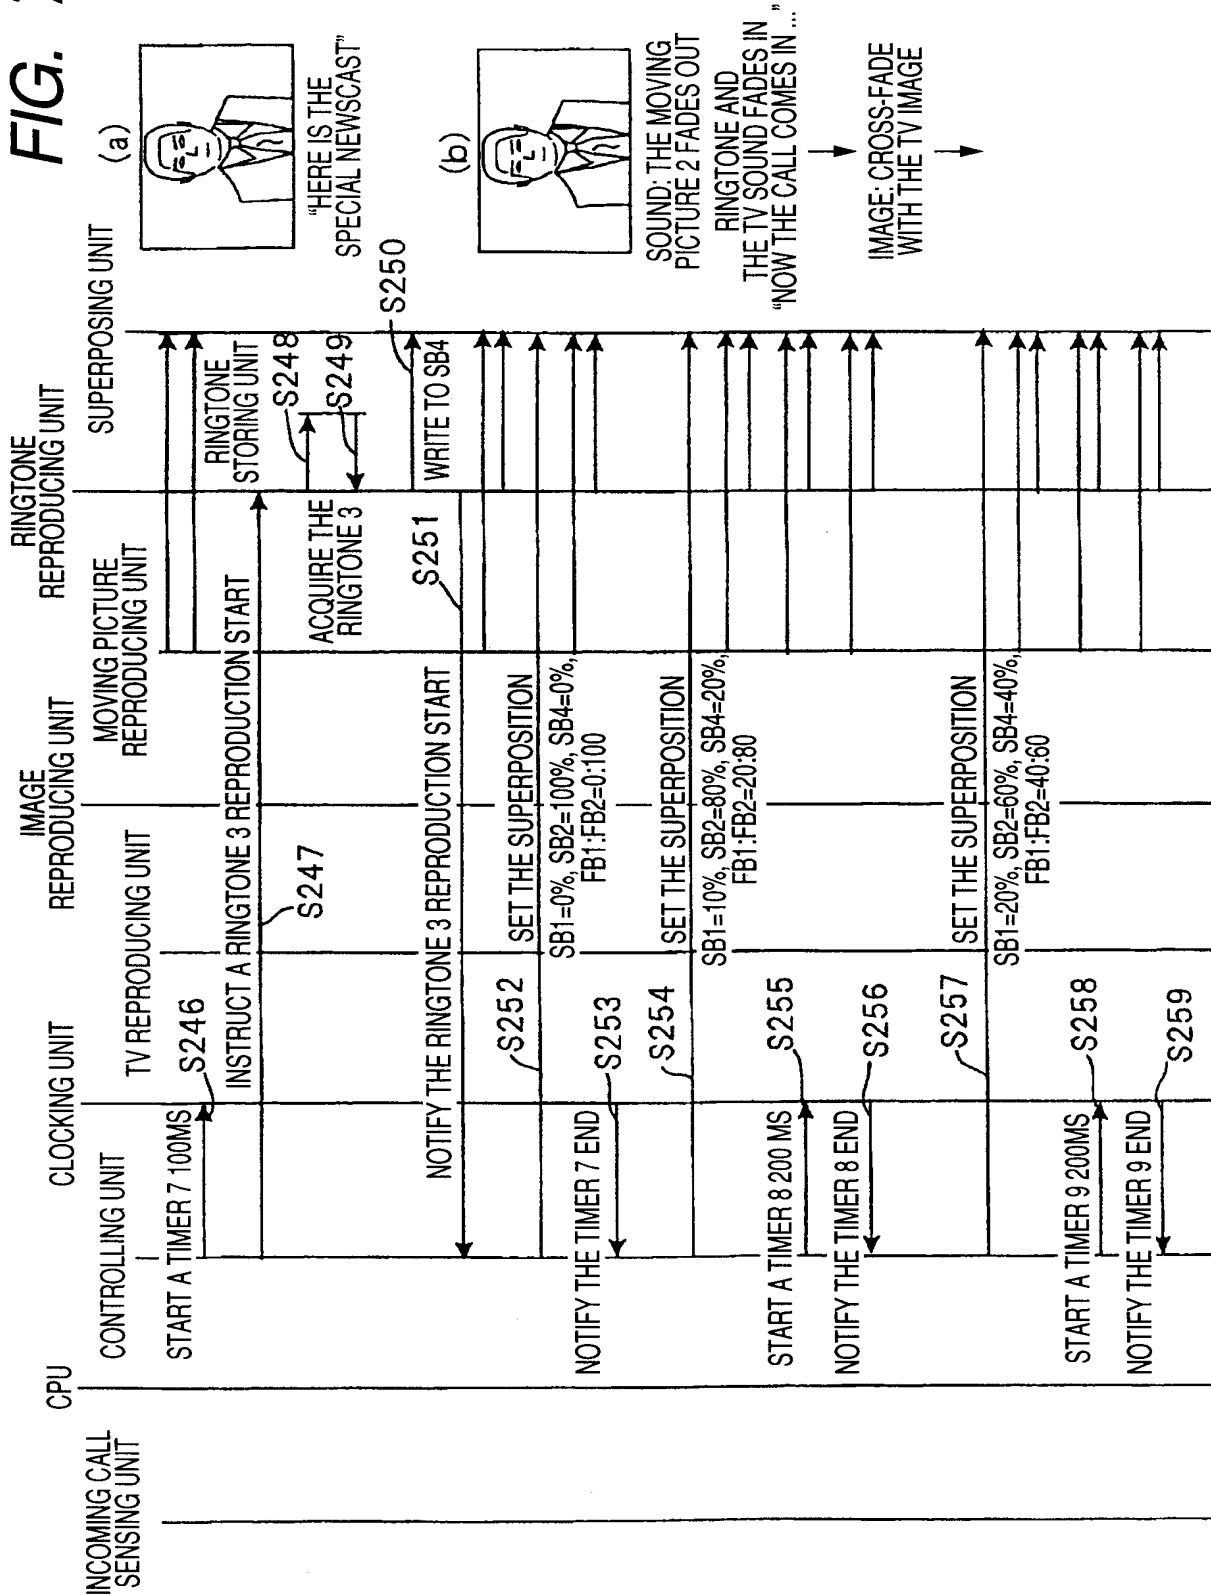 FIG.
INCOMING CALL
SENSING UNIT
CPU
CONTROLLING UNIT
CLOCKING UNIT
TV REPRODUCING UNIT
IMAGE
REPRODUCING UNIT
MOVING PICTURE
REPRODUCING UNIT
RINGTONE
REPRODUCING UNIT
SUPERPOSING UNIT
START A TIMER 7 100MS
S246
INSTRUCT A RINGTONE 3 REPRODUCTION START
S247
RINGTONE
STORING UNIT
S248
ACQUIRE THE
RINGTONE 3
S249
WRITE TO SB4
S250
NOTIFY THE RINGTONE 3 REPRODUCTION START
S251
S252
SET THE SUPERPOSITION
SB1=0%, SB2=100%, SB4=0%,
FB1:FB2=0:100
NOTIFY THE TIMER 7 END
S253
S254
SET THE SUPERPOSITION
SB1=10%, SB2=80%, SB4=20%,
FB1:FB2=20:80
START A TIMER 8 200 MS
S255
NOTIFY THE TIMER 8 END
S256
S257
SET THE SUPERPOSITION
SB1=20%, SB2=60%, SB4=40%,
FB1:FB2=40:60
START A TIMER 9 200MS
S258
NOTIFY THE TIMER 9 END
S259
(a)
"HERE IS THE
SPECIAL NEWSCAST"
(b)
SOUND: THE MOVING
PICTURE 2 FADES OUT
RINGTONE AND
THE TV SOUND FADES IN
"NOW THE CALL COMES IN ..."
IMAGE: CROSS-FADE
WITH THE TV IMAGE